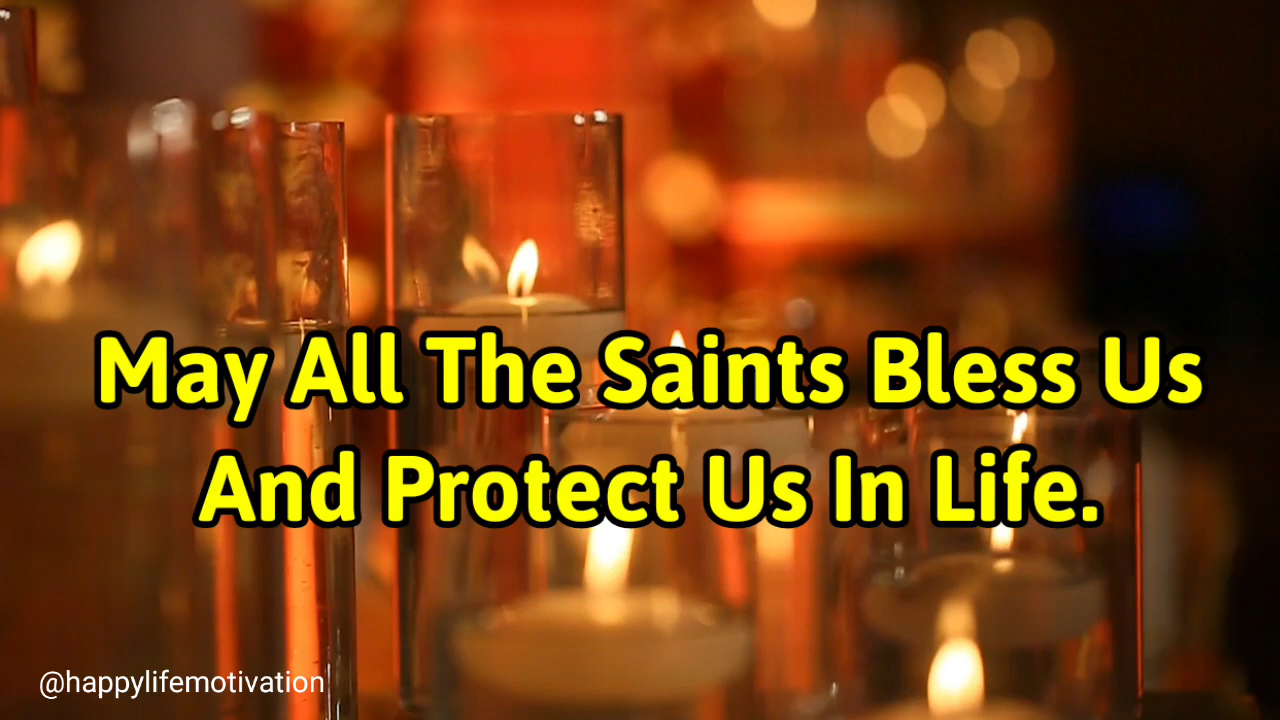 May All The Saints Bless Us
And Protect Us In Life.
@happylifemotivation